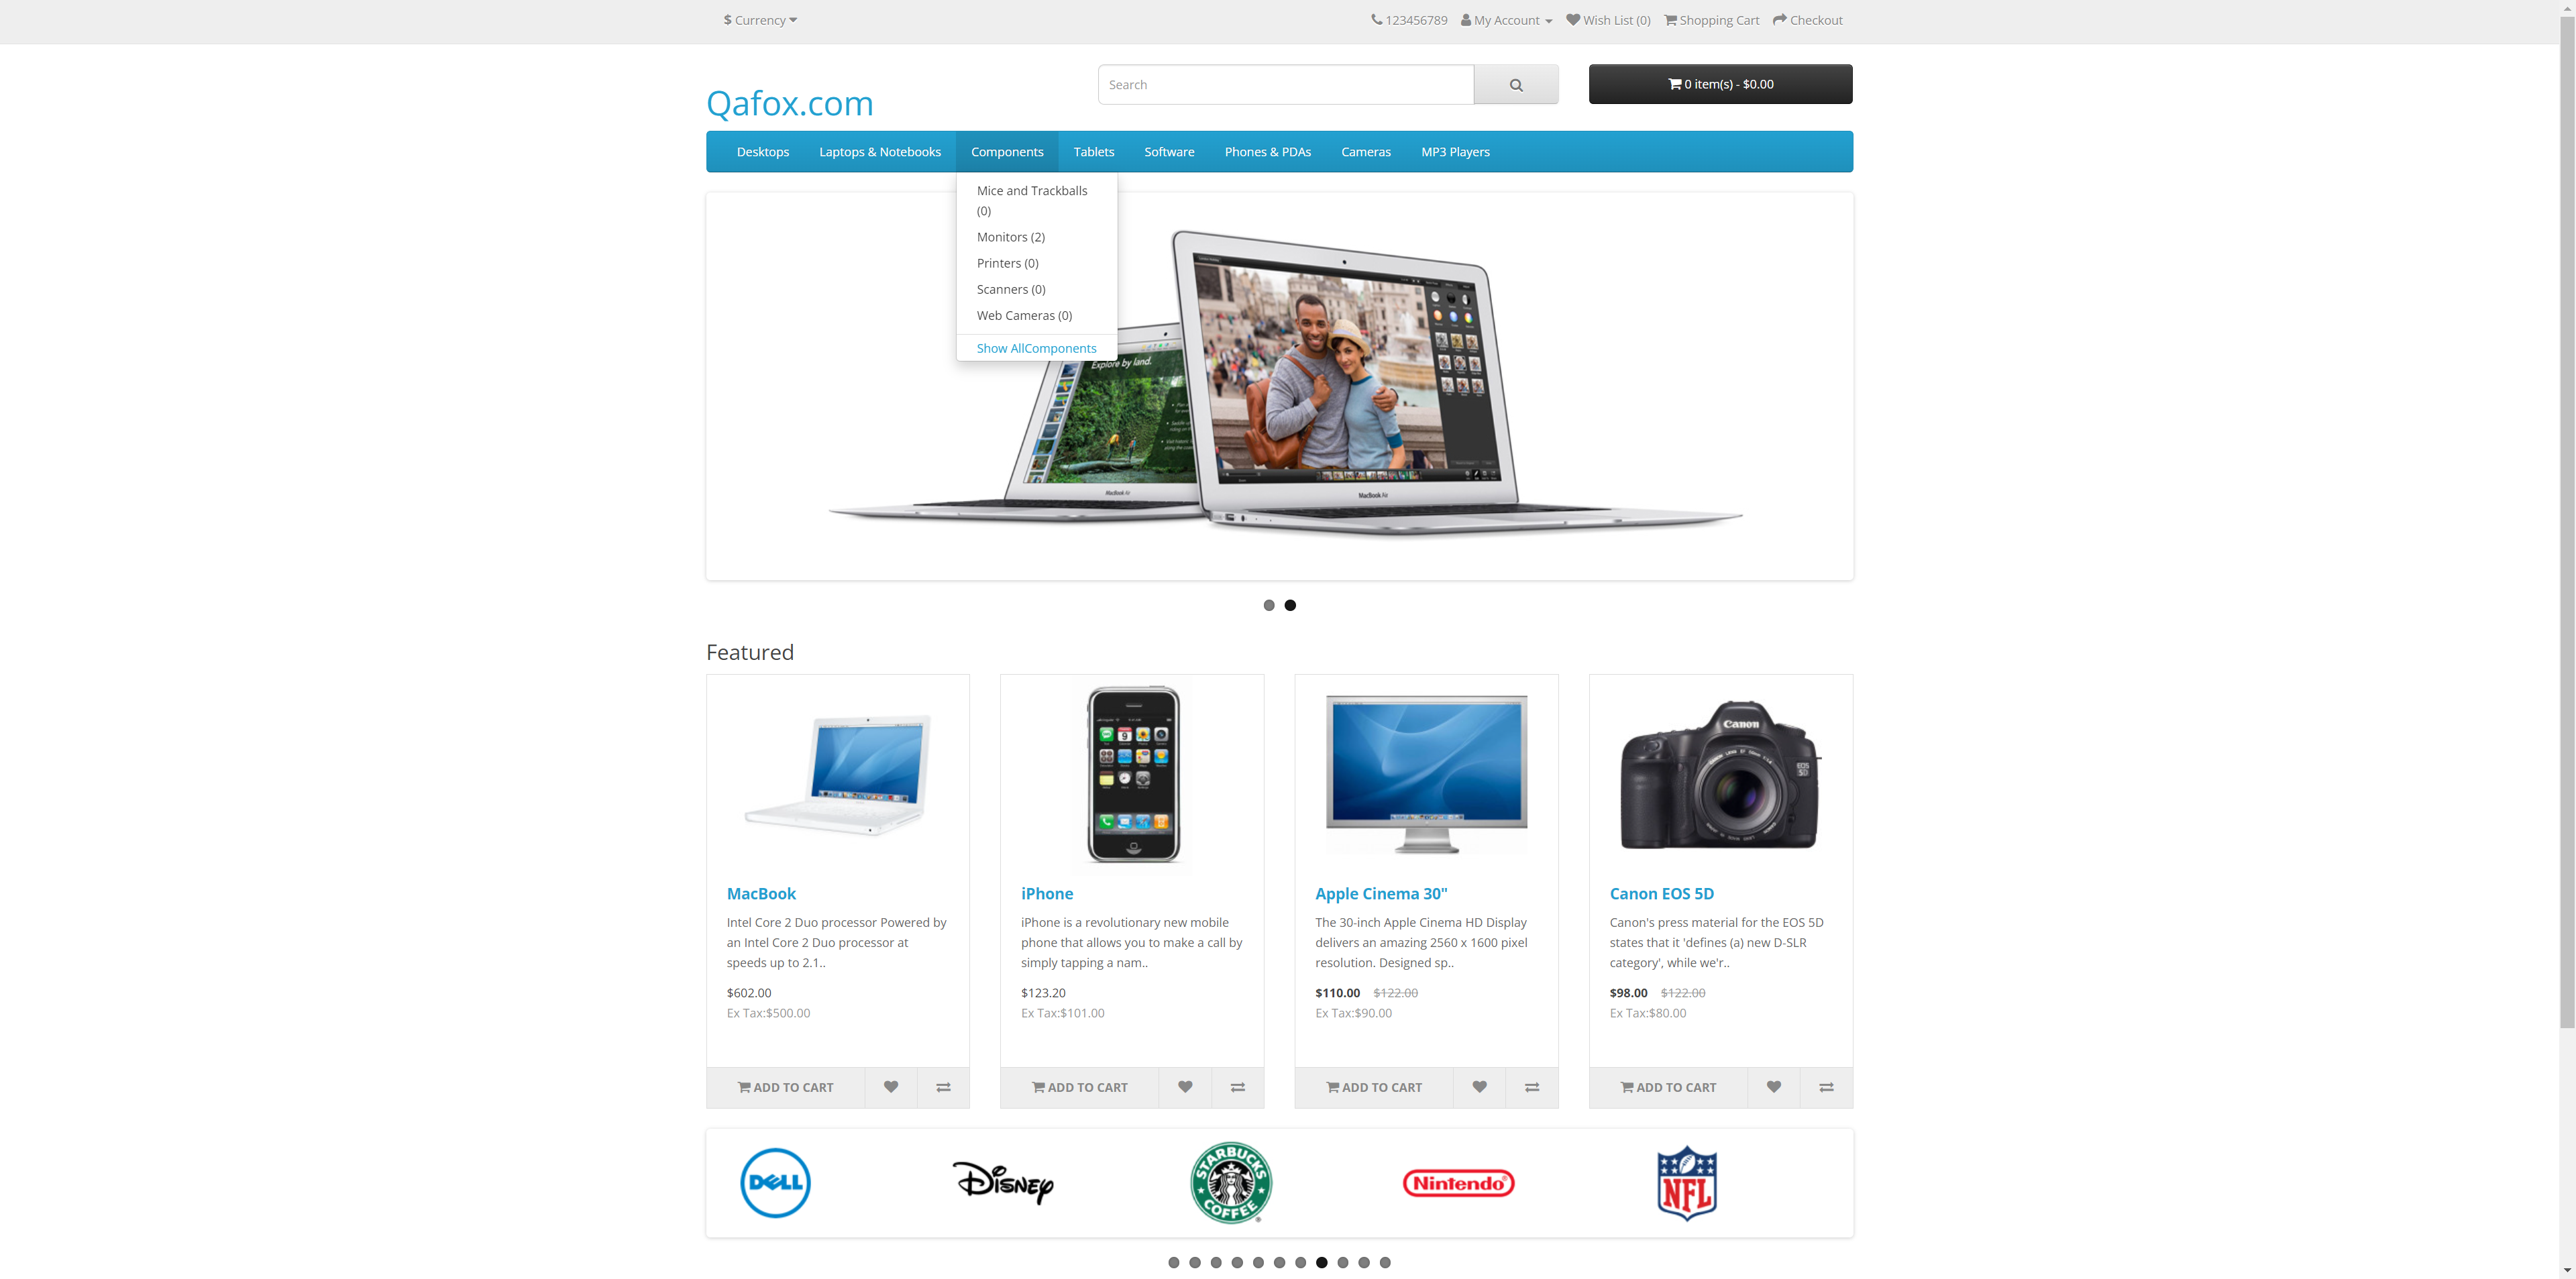 $ Currency
123456789 My Account Wish List (0) Shopping Cart Checkout
Qafox.com
Search
0 item(s) - $0.00
Desktops Laptops & Notebooks Components Tablets Software Phones & PDAs Cameras MP3 Players
Mice and Trackballs
(0)
Monitors (2)
Printers (0)
Scanners (0)
Web Cameras (0)
Show AllComponents
Explore by land.
MacBook Air
MacBook Air
Featured
Canon
EOS
5D
MacBook
Intel Core 2 Duo processor Powered by
an Intel Core 2 Duo processor at
speeds up to 2.1..
$602.00
Ex Tax:$500.00
ADD TO CART
iPhone
iPhone is a revolutionary new mobile
phone that allows you to make a call by
simply tapping a nam..
$123.20
Ex Tax:$101.00
ADD TO CART
Apple Cinema 30"
The 30-inch Apple Cinema HD Display
delivers an amazing 2560 x 1600 pixel
resolution. Designed sp..
$110.00 $122.00
Ex Tax:$90.00
ADD TO CART
Canon EOS 5D
Canon's press material for the EOS 5D
states that it 'defines (a) new D-SLR
category', while we'r..
$98.00 $122.00
Ex Tax:$80.00
ADD TO CART
DELL
Disney
STARBUCKS
COFFEE
Nintendo
NFL